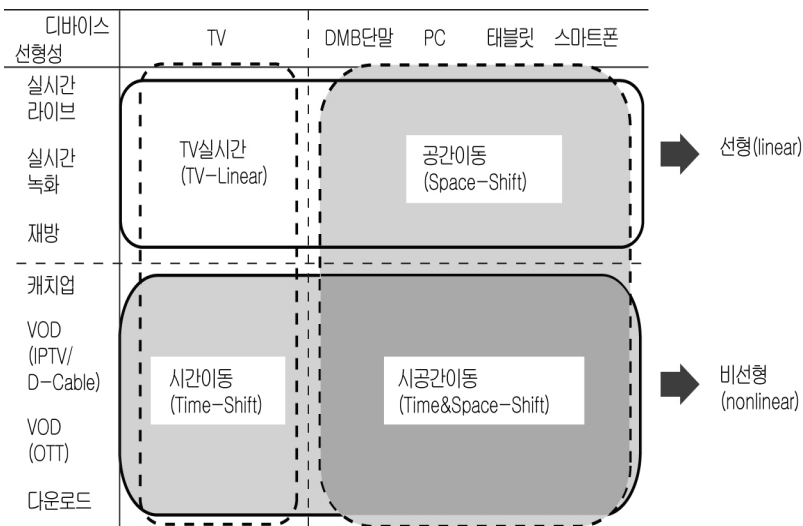 디바이스
선형성
TV
DMB단말 PC 태블릿 스마트폰
실시간
라이브
실시간
녹화
재방
TV실시간
(TV-Linear)
공간이동
(Space-Shift)
선형(linear)
캐치업
VOD
(IPTV/
D-Cable)
VOD
(OTT)
다운로드
시간이동
(Time-Shift)
시공간이동
(Time&Space-Shift)
비선형
(nonlinear)